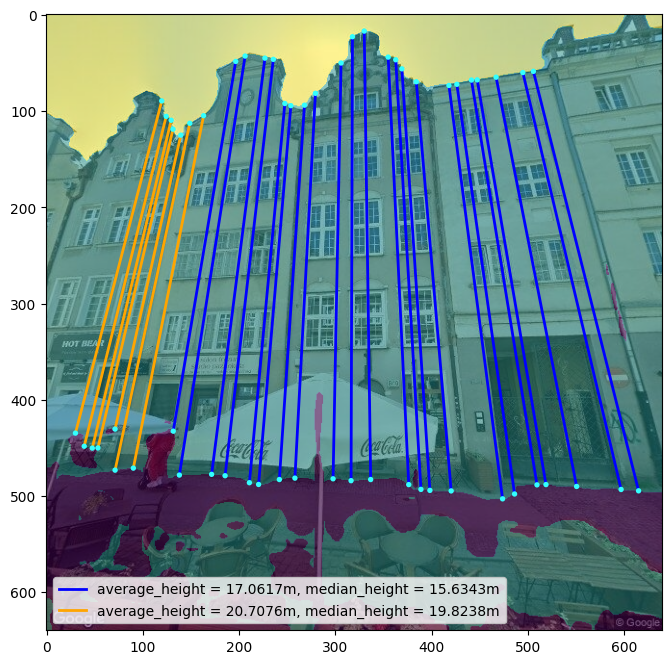 0
100
200
300
400
500
600
HOT BEAR
Coca-Cola
Coca-Cola
average_height = 17.0617m, median_height = 15.6343m
average_height = 20.7076m, median_height = 19.8238m
Google
© Google
0 100 200 300 400 500 600